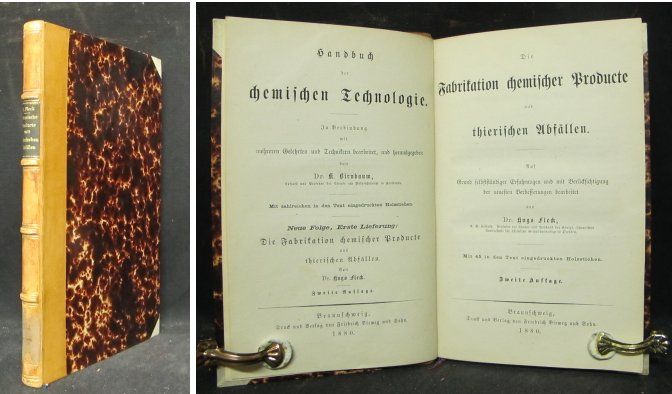 Handbuch
der
chemischen Technologie.
In Verbindung
mit
mehreren Gelehrten und Technikern bearbeitet, und herausgegeben
von
Dr. K. Birnbaum,
Mit zahlreichen in den Text eingedruckten Holzstichen
Neue Folge, Erste Lieferung:
Die Fabrikation chemischer Producte
aus
thierischen Abfällen.
Von
Dr. Hugo Fleck.
Zweite Auflage.
Braunschweig,
Druck und Verlag von Friedrich Vieweg und Sohn.
1880.
Die
Fabrikation chemischer Producte
aus
thierischen Abfällen.
Auf
Grund selbstständiger Erfahrungen und mit Berücksichtigung
der neuesten Verbesserungen bearbeitet
von
Dr. Hugo Fleck,
Mit 45 in den Text eingedruckten Holzstichen.
Zweite Auflage.
Braunschweig,
Druck und Verlag von Friedrich Vieweg und Sohn.
1880.